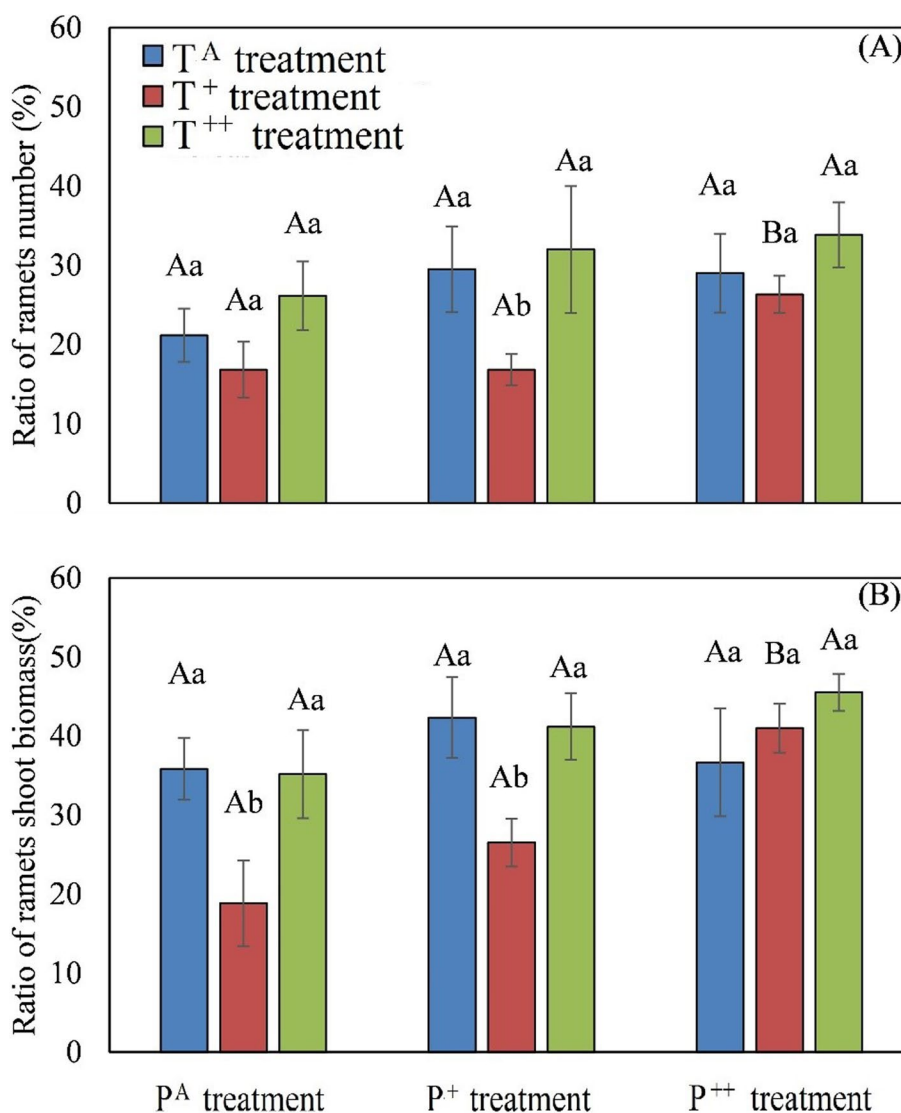 60
50
40
30
20
10
0
Ratio of ramets number (%)
(A)
T^A treatment
T^+ treatment
T^++ treatment
Aa
Aa
Aa
Aa
Ab
Aa
Aa
Ba
Aa
60
50
40
30
20
10
0
Ratio of ramets shoot biomass(%)
(B)
Aa
Ab
Aa
Aa
Ab
Aa
Aa
Ba
Aa
P^A treatment
P^+ treatment
P^++ treatment